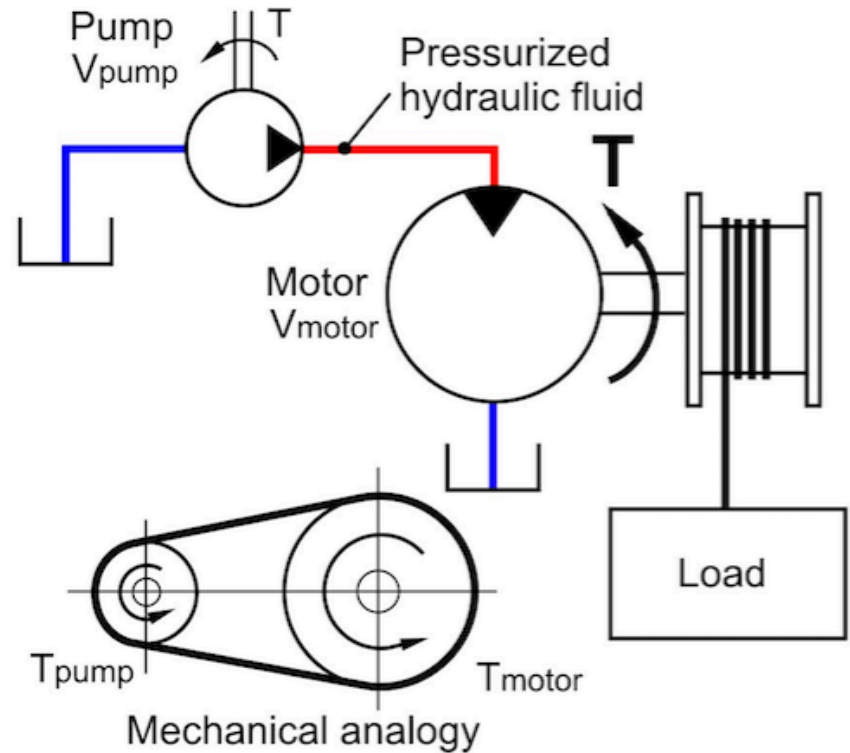 Pump
Vpump
T
Pressurized
hydraulic fluid
T
Motor
Vmotor
Load
Tpump
Tmotor
Mechanical analogy